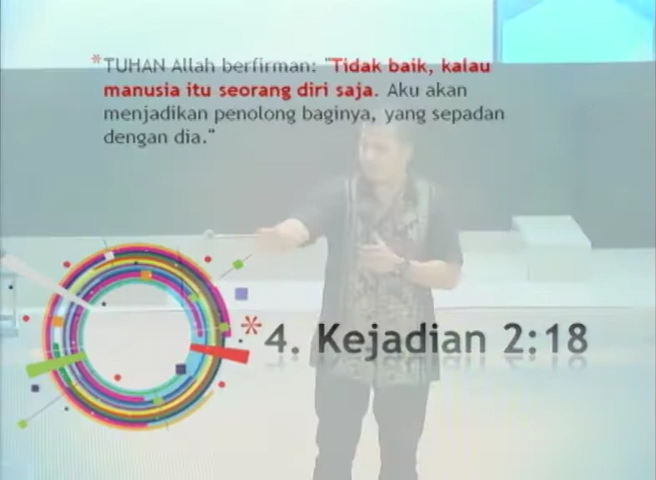 *TUHAN Allah berfirman: "Tidak baik, kalau
manusia itu seorang diri saja. Aku akan
menjadikan penolong baginya, yang sepadan
dengan dia."
*4. Kejadian 2:18